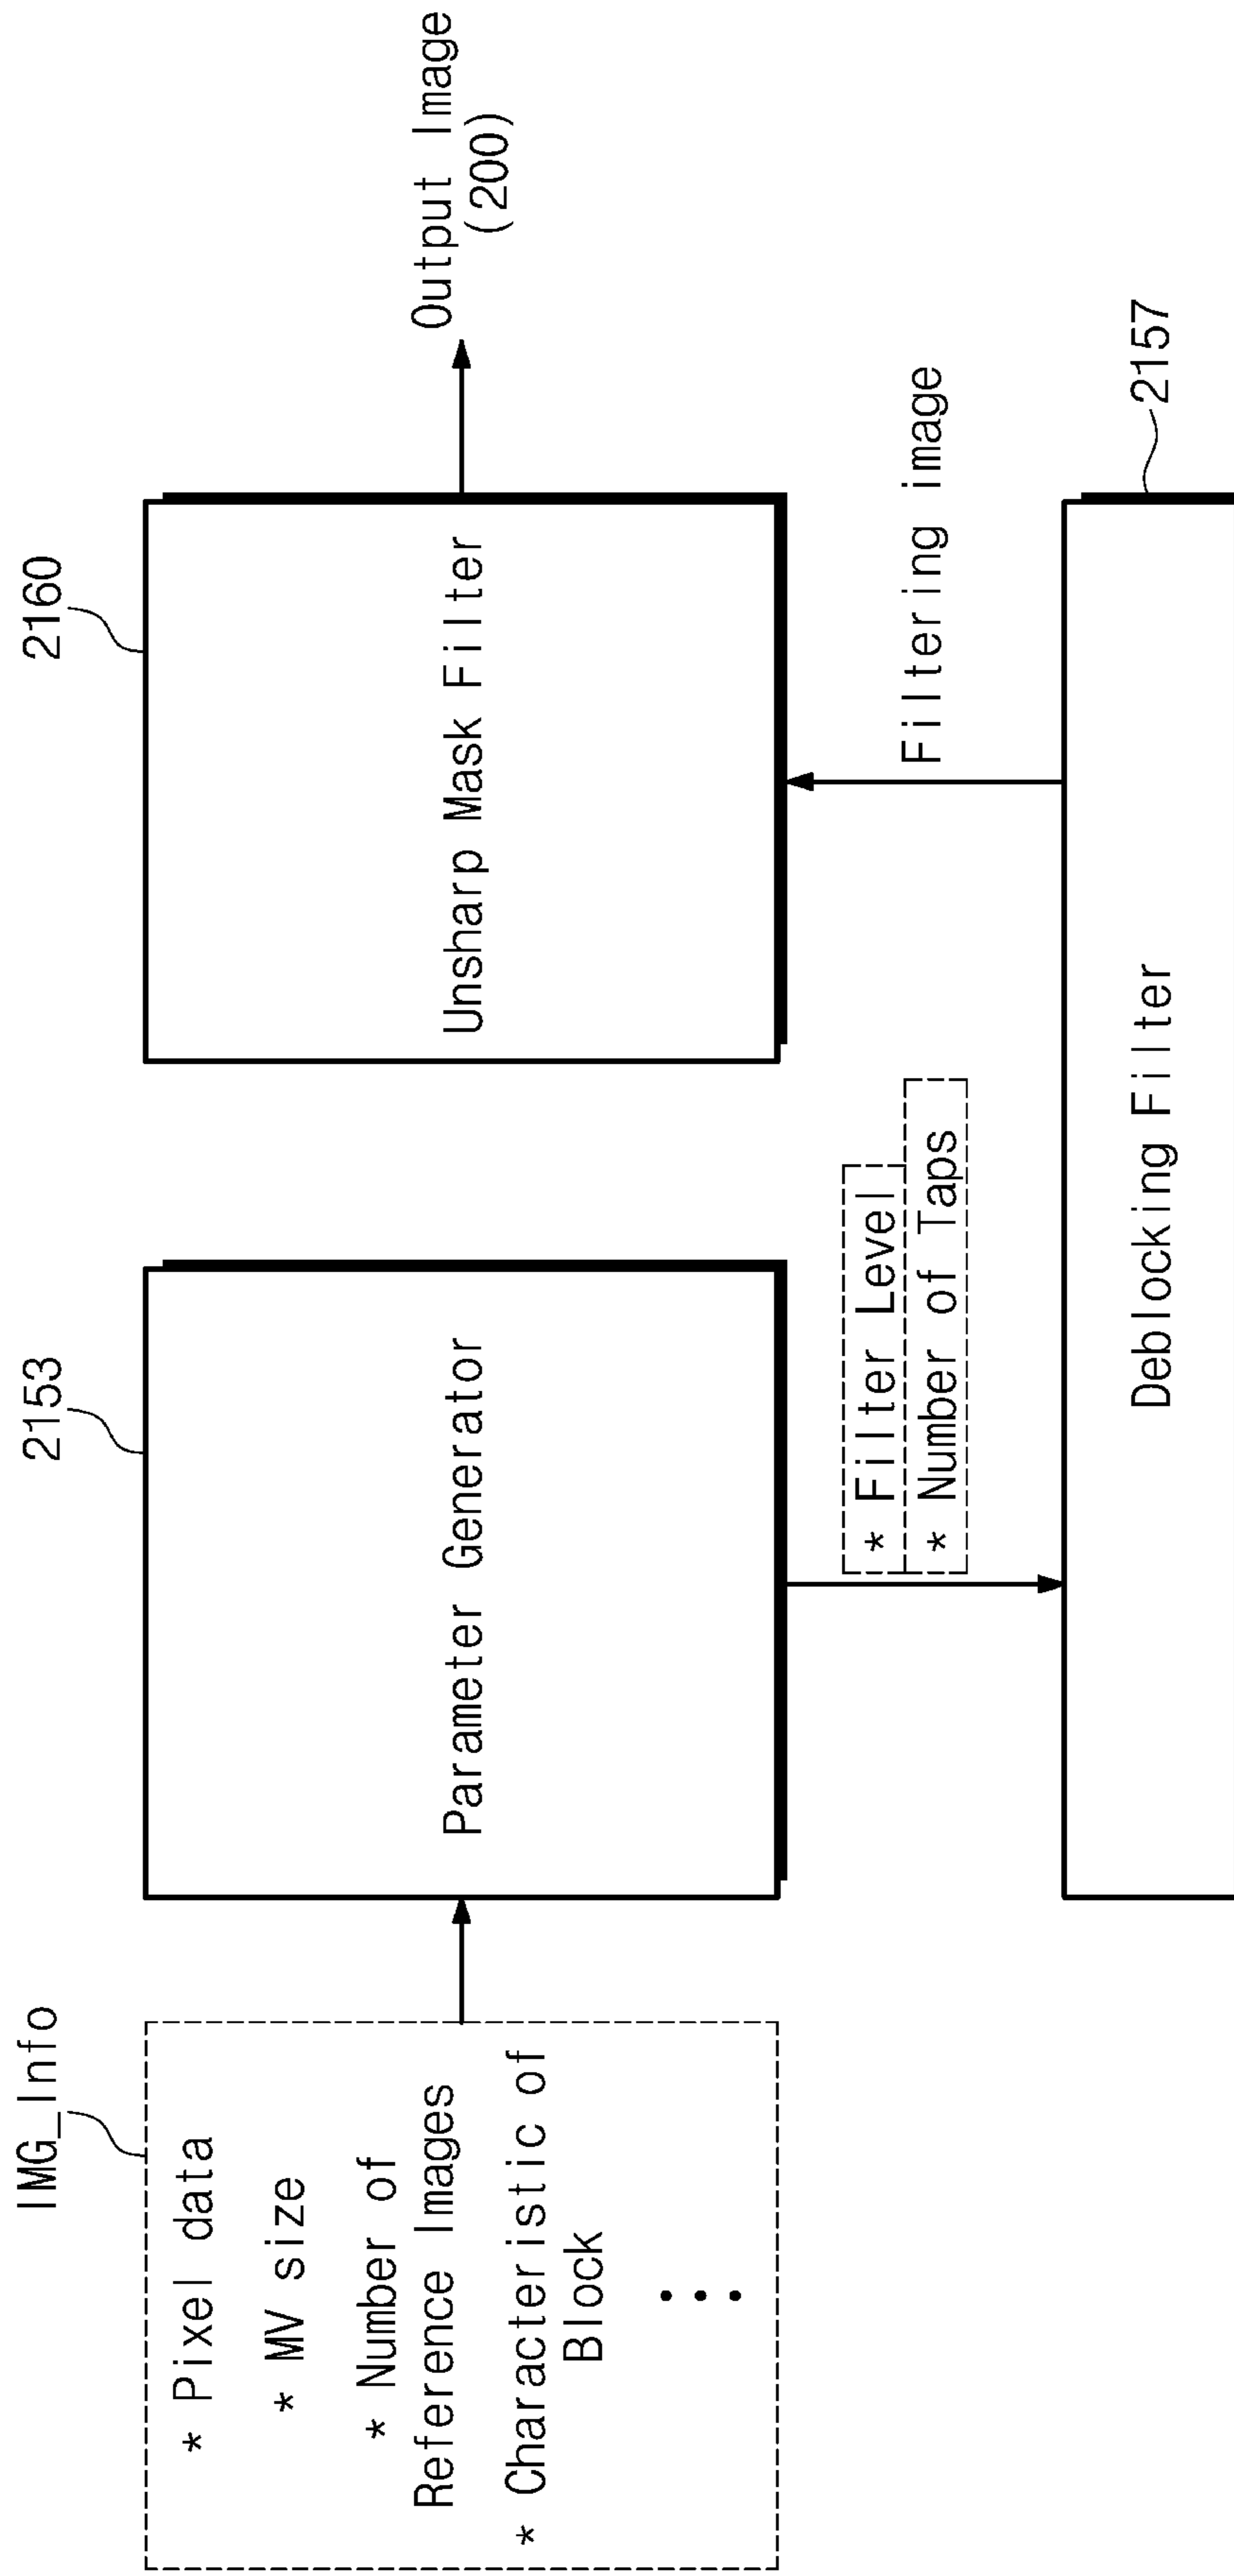 IMG_Info
* Pixel data
* MV size
* Number of
Reference Images
* Characteristic of
Block
2153
Parameter Generator
2160
Unsharp Mask Filter
Output Image
(200)
* Filter Level
* Number of Taps
Filtering image
Deblocking Filter
2157